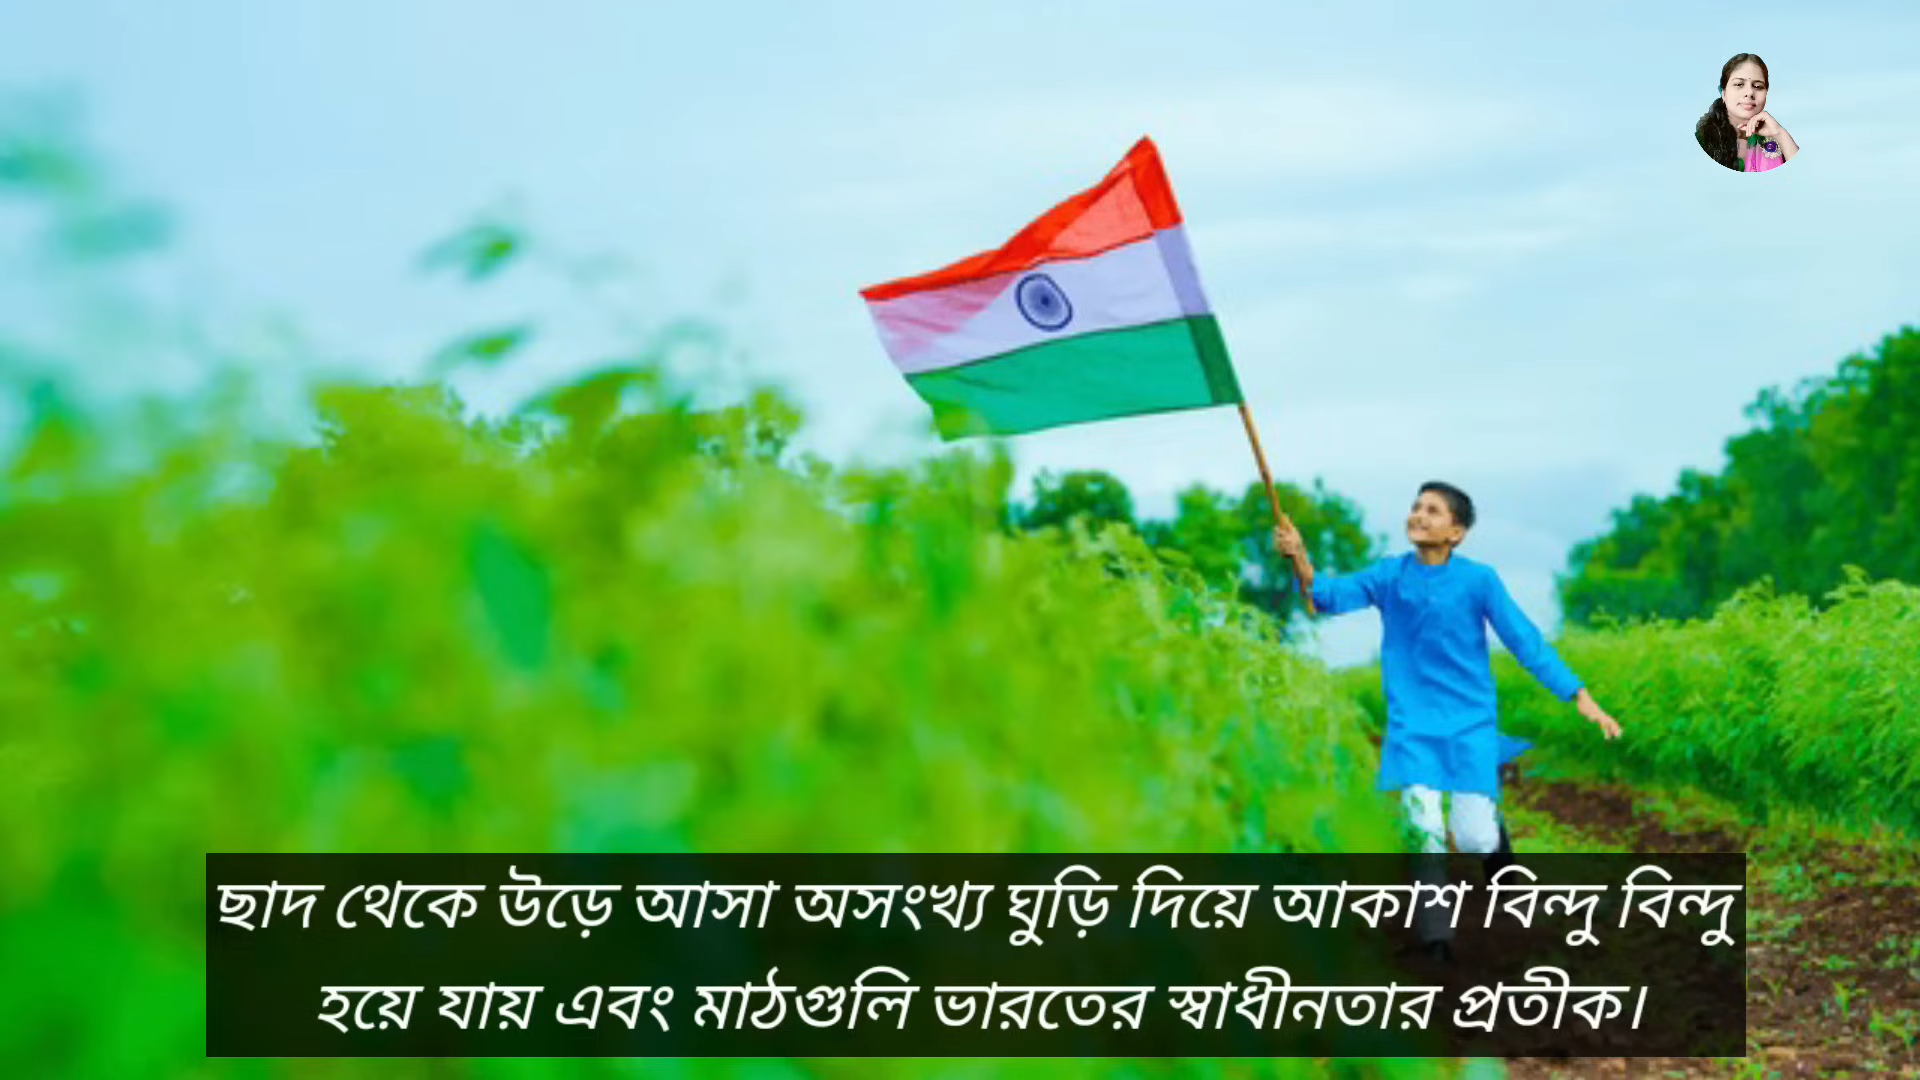 ছাদ থেকে উড়ে আসা অসংখ্য ঘুড়ি দিয়ে আকাশ বিন্দু বিন্দু
হয়ে যায় এবং মাঠগুলি ভারতের স্বাধীনতার প্রতীক।